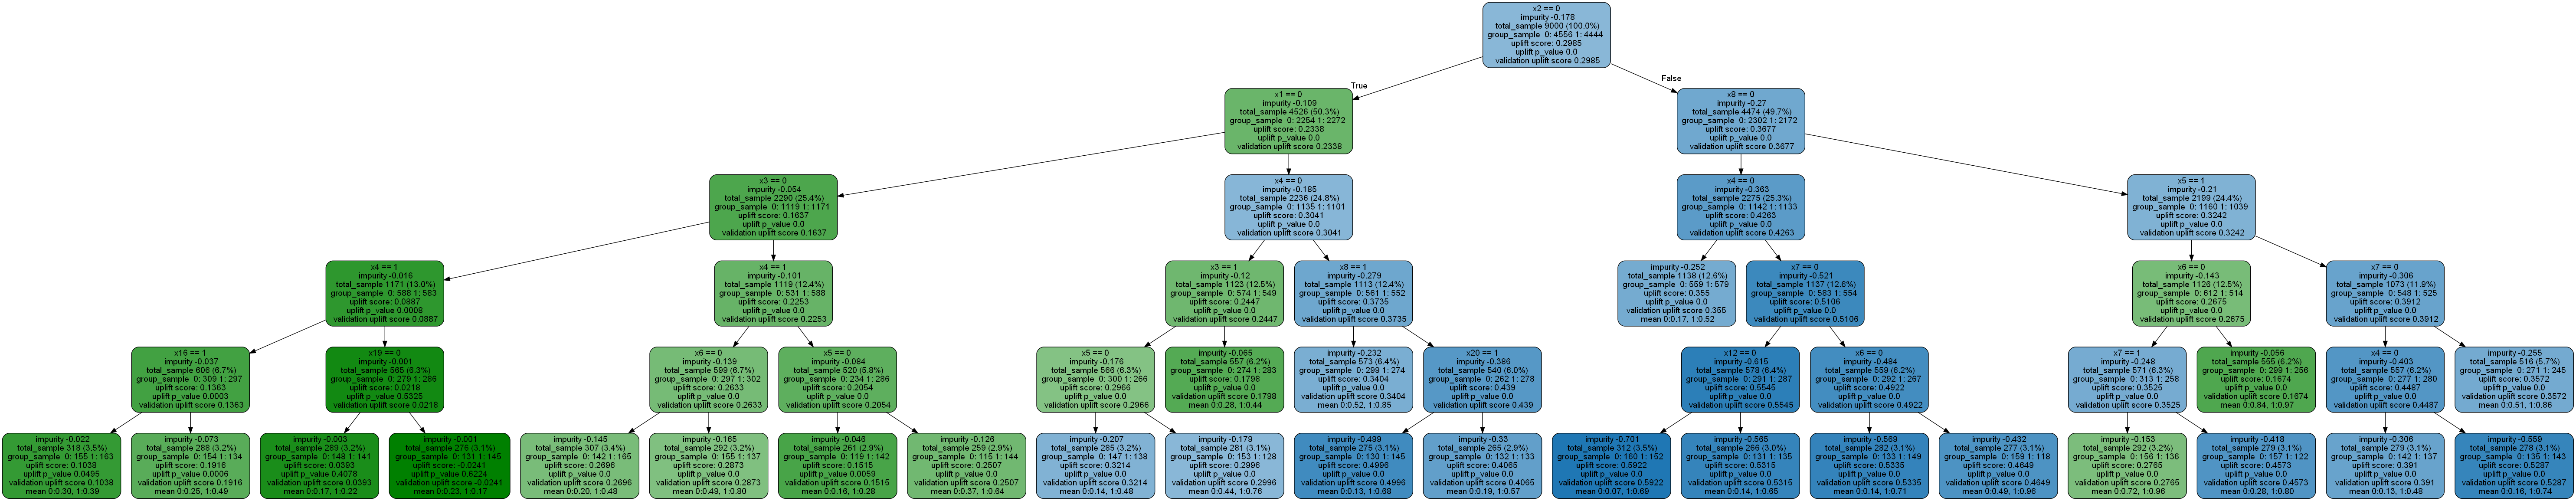 x2 == 0
impurity -0.178
total_sample 9000 (100.0%)
group_sample 0: 4556 1: 4444
uplift score: 0.2985
uplift p_value 0.0
validation uplift score 0.2985
True
False
x1 == 0
impurity -0.109
total_sample 4526 (50.3%)
group_sample 0: 2254 1: 2272
uplift score: 0.2338
uplift p_value 0.0
validation uplift score 0.2338
x8 == 0
impurity -0.27
total_sample 4474 (49.7%)
group_sample 0: 2302 1: 2172
uplift score: 0.3677
uplift p_value 0.0
validation uplift score 0.3677
x3 == 0
impurity -0.054
total_sample 2290 (25.4%)
group_sample 0: 1119 1: 1171
uplift score: 0.1637
uplift p_value 0.0
validation uplift score 0.1637
x4 == 0
impurity -0.185
total_sample 2236 (24.8%)
group_sample 0: 1135 1: 1101
uplift score: 0.3041
uplift p_value 0.0
validation uplift score 0.3041
x4 == 0
impurity -0.363
total_sample 2275 (25.3%)
group_sample 0: 1142 1: 1133
uplift score: 0.4263
uplift p_value 0.0
validation uplift score 0.4263
x5 == 1
impurity -0.21
total_sample 2199 (24.4%)
group_sample 0: 1160 1: 1039
uplift score: 0.3242
uplift p_value 0.0
validation uplift score 0.3242
x4 == 1
impurity -0.016
total_sample 1171 (13.0%)
group_sample 0: 588 1: 583
uplift score: 0.0887
uplift p_value 0.0008
validation uplift score 0.0887
x4 == 1
impurity -0.101
total_sample 1119 (12.4%)
group_sample 0: 531 1: 588
uplift score: 0.2253
uplift p_value 0.0
validation uplift score 0.2253
x3 == 1
impurity -0.12
total_sample 1123 (12.5%)
group_sample 0: 574 1: 549
uplift score: 0.2447
uplift p_value 0.0
validation uplift score 0.2447
x8 == 1
impurity -0.279
total_sample 1113 (12.4%)
group_sample 0: 561 1: 552
uplift score: 0.3735
uplift p_value 0.0
validation uplift score 0.3735
impurity -0.252
total_sample 1138 (12.6%)
group_sample 0: 559 1: 579
uplift score: 0.355
uplift p_value 0.0
validation uplift score 0.355
mean 0:0.17, 1:0.52
x7 == 0
impurity -0.521
total_sample 1137 (12.6%)
group_sample 0: 583 1: 554
uplift score: 0.5106
uplift p_value 0.0
validation uplift score 0.5106
x6 == 0
impurity -0.143
total_sample 1126 (12.5%)
group_sample 0: 612 1: 514
uplift score: 0.2675
uplift p_value 0.0
validation uplift score 0.2675
x7 == 0
impurity -0.306
total_sample 1073 (11.9%)
group_sample 0: 548 1: 525
uplift score: 0.3912
uplift p_value 0.0
validation uplift score 0.3912
x16 == 1
impurity -0.037
total_sample 606 (6.7%)
group_sample 0: 309 1: 297
uplift score: 0.1363
uplift p_value 0.0003
validation uplift score 0.1363
x19 == 0
impurity -0.001
total_sample 565 (6.3%)
group_sample 0: 279 1: 286
uplift score: 0.0218
uplift p_value 0.5325
validation uplift score 0.0218
x6 == 0
impurity -0.139
total_sample 599 (6.7%)
group_sample 0: 297 1: 302
uplift score: 0.2633
uplift p_value 0.0
validation uplift score 0.2633
x5 == 0
impurity -0.084
total_sample 520 (5.8%)
group_sample 0: 234 1: 286
uplift score: 0.2054
uplift p_value 0.0
validation uplift score 0.2054
x5 == 0
impurity -0.176
total_sample 566 (6.3%)
group_sample 0: 300 1: 266
uplift score: 0.2966
uplift p_value 0.0
validation uplift score 0.2966
impurity -0.065
total_sample 557 (6.2%)
group_sample 0: 274 1: 283
uplift score: 0.1798
uplift p_value 0.0
validation uplift score 0.1798
mean 0:0.28, 1:0.44
impurity -0.232
total_sample 573 (6.4%)
group_sample 0: 299 1: 274
uplift score: 0.3404
uplift p_value 0.0
validation uplift score 0.3404
mean 0:0.52, 1:0.85
x20 == 1
impurity -0.386
total_sample 540 (6.0%)
group_sample 0: 262 1: 278
uplift score: 0.439
uplift p_value 0.0
validation uplift score 0.439
x12 == 0
impurity -0.615
total_sample 578 (6.4%)
group_sample 0: 291 1: 287
uplift score: 0.5545
uplift p_value 0.0
validation uplift score 0.5545
x6 == 0
impurity -0.484
total_sample 559 (6.2%)
group_sample 0: 292 1: 267
uplift score: 0.4922
uplift p_value 0.0
validation uplift score 0.4922
x7 == 1
impurity -0.248
total_sample 571 (6.3%)
group_sample 0: 313 1: 258
uplift score: 0.3525
uplift p_value 0.0
validation uplift score 0.3525
impurity -0.056
total_sample 555 (6.2%)
group_sample 0: 299 1: 256
uplift score: 0.1674
uplift p_value 0.0
validation uplift score 0.1674
mean 0:0.84, 1:0.97
x4 == 0
impurity -0.403
total_sample 557 (6.2%)
group_sample 0: 277 1: 280
uplift score: 0.4487
uplift p_value 0.0
validation uplift score 0.4487
impurity -0.255
total_sample 516 (5.7%)
group_sample 0: 271 1: 245
uplift score: 0.3572
uplift p_value 0.0
validation uplift score 0.3572
mean 0:0.51, 1:0.86
impurity -0.022
total_sample 318 (3.5%)
group_sample 0: 155 1: 163
uplift score: 0.1038
uplift p_value 0.0495
validation uplift score 0.1038
mean 0:0.30, 1:0.39
impurity -0.073
total_sample 288 (3.2%)
group_sample 0: 154 1: 134
uplift score: 0.1916
uplift p_value 0.0006
validation uplift score 0.1916
mean 0:0.25, 1:0.49
impurity -0.003
total_sample 289 (3.2%)
group_sample 0: 148 1: 141
uplift score: 0.0393
uplift p_value 0.4078
validation uplift score 0.0393
mean 0:0.17, 1:0.22
impurity -0.001
total_sample 276 (3.1%)
group_sample 0: 131 1: 145
uplift score: -0.0241
uplift p_value 0.6224
validation uplift score -0.0241
mean 0:0.23, 1:0.17
impurity -0.145
total_sample 307 (3.4%)
group_sample 0: 142 1: 165
uplift score: 0.2696
uplift p_value 0.0
validation uplift score 0.2696
mean 0:0.20, 1:0.48
impurity -0.165
total_sample 292 (3.2%)
group_sample 0: 155 1: 137
uplift score: 0.2873
uplift p_value 0.0
validation uplift score 0.2873
mean 0:0.49, 1:0.80
impurity -0.046
total_sample 261 (2.9%)
group_sample 0: 119 1: 142
uplift score: 0.1515
uplift p_value 0.0059
validation uplift score 0.1515
mean 0:0.16, 1:0.28
impurity -0.126
total_sample 259 (2.9%)
group_sample 0: 115 1: 144
uplift score: 0.2507
uplift p_value 0.0
validation uplift score 0.2507
mean 0:0.37, 1:0.64
impurity -0.207
total_sample 285 (3.2%)
group_sample 0: 147 1: 138
uplift score: 0.3214
uplift p_value 0.0
validation uplift score 0.3214
mean 0:0.14, 1:0.48
impurity -0.179
total_sample 281 (3.1%)
group_sample 0: 153 1: 128
uplift score: 0.2996
uplift p_value 0.0
validation uplift score 0.2996
mean 0:0.44, 1:0.76
impurity -0.499
total_sample 275 (3.1%)
group_sample 0: 130 1: 145
uplift score: 0.4996
uplift p_value 0.0
validation uplift score 0.4996
mean 0:0.13, 1:0.68
impurity -0.33
total_sample 265 (2.9%)
group_sample 0: 132 1: 133
uplift score: 0.4065
uplift p_value 0.0
validation uplift score 0.4065
mean 0:0.19, 1:0.57
impurity -0.701
total_sample 312 (3.5%)
group_sample 0: 160 1: 152
uplift score: 0.5922
uplift p_value 0.0
validation uplift score 0.5922
mean 0:0.07, 1:0.69
impurity -0.565
total_sample 266 (3.0%)
group_sample 0: 131 1: 135
uplift score: 0.5315
uplift p_value 0.0
validation uplift score 0.5315
mean 0:0.14, 1:0.65
impurity -0.569
total_sample 282 (3.1%)
group_sample 0: 133 1: 149
uplift score: 0.5335
uplift p_value 0.0
validation uplift score 0.5335
mean 0:0.14, 1:0.71
impurity -0.432
total_sample 277 (3.1%)
group_sample 0: 159 1: 118
uplift score: 0.4649
uplift p_value 0.0
validation uplift score 0.4649
mean 0:0.49, 1:0.96
impurity -0.153
total_sample 292 (3.2%)
group_sample 0: 156 1: 136
uplift score: 0.2765
uplift p_value 0.0
validation uplift score 0.2765
mean 0:0.72, 1:0.96
impurity -0.418
total_sample 279 (3.1%)
group_sample 0: 157 1: 122
uplift score: 0.4573
uplift p_value 0.0
validation uplift score 0.4573
mean 0:0.28, 1:0.80
impurity -0.306
total_sample 279 (3.1%)
group_sample 0: 142 1: 137
uplift score: 0.391
uplift p_value 0.0
validation uplift score 0.391
mean 0:0.13, 1:0.48
impurity -0.559
total_sample 278 (3.1%)
group_sample 0: 135 1: 143
uplift score: 0.5287
uplift p_value 0.0
validation uplift score 0.5287
mean 0:0.16, 1:0.74